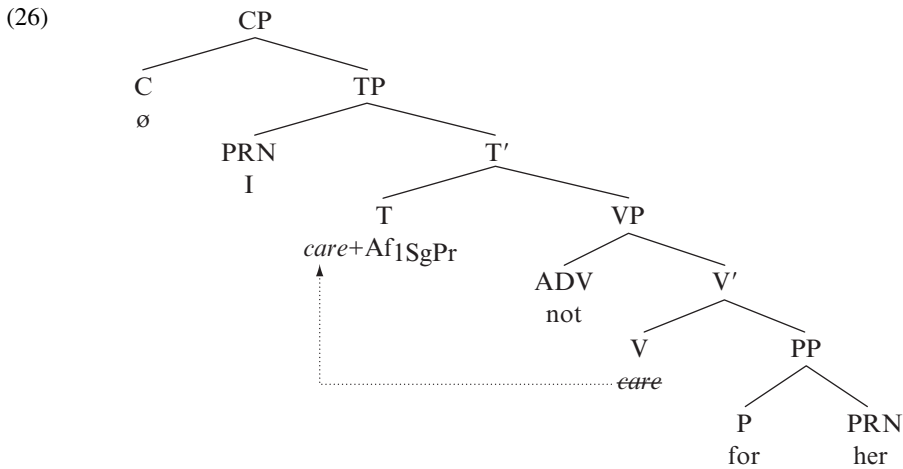 (26)
CP
C TP
ø
PRN T′
I
T VP
care+Af1SgPr
ADV V′
not
V PP
care
P PRN
for her